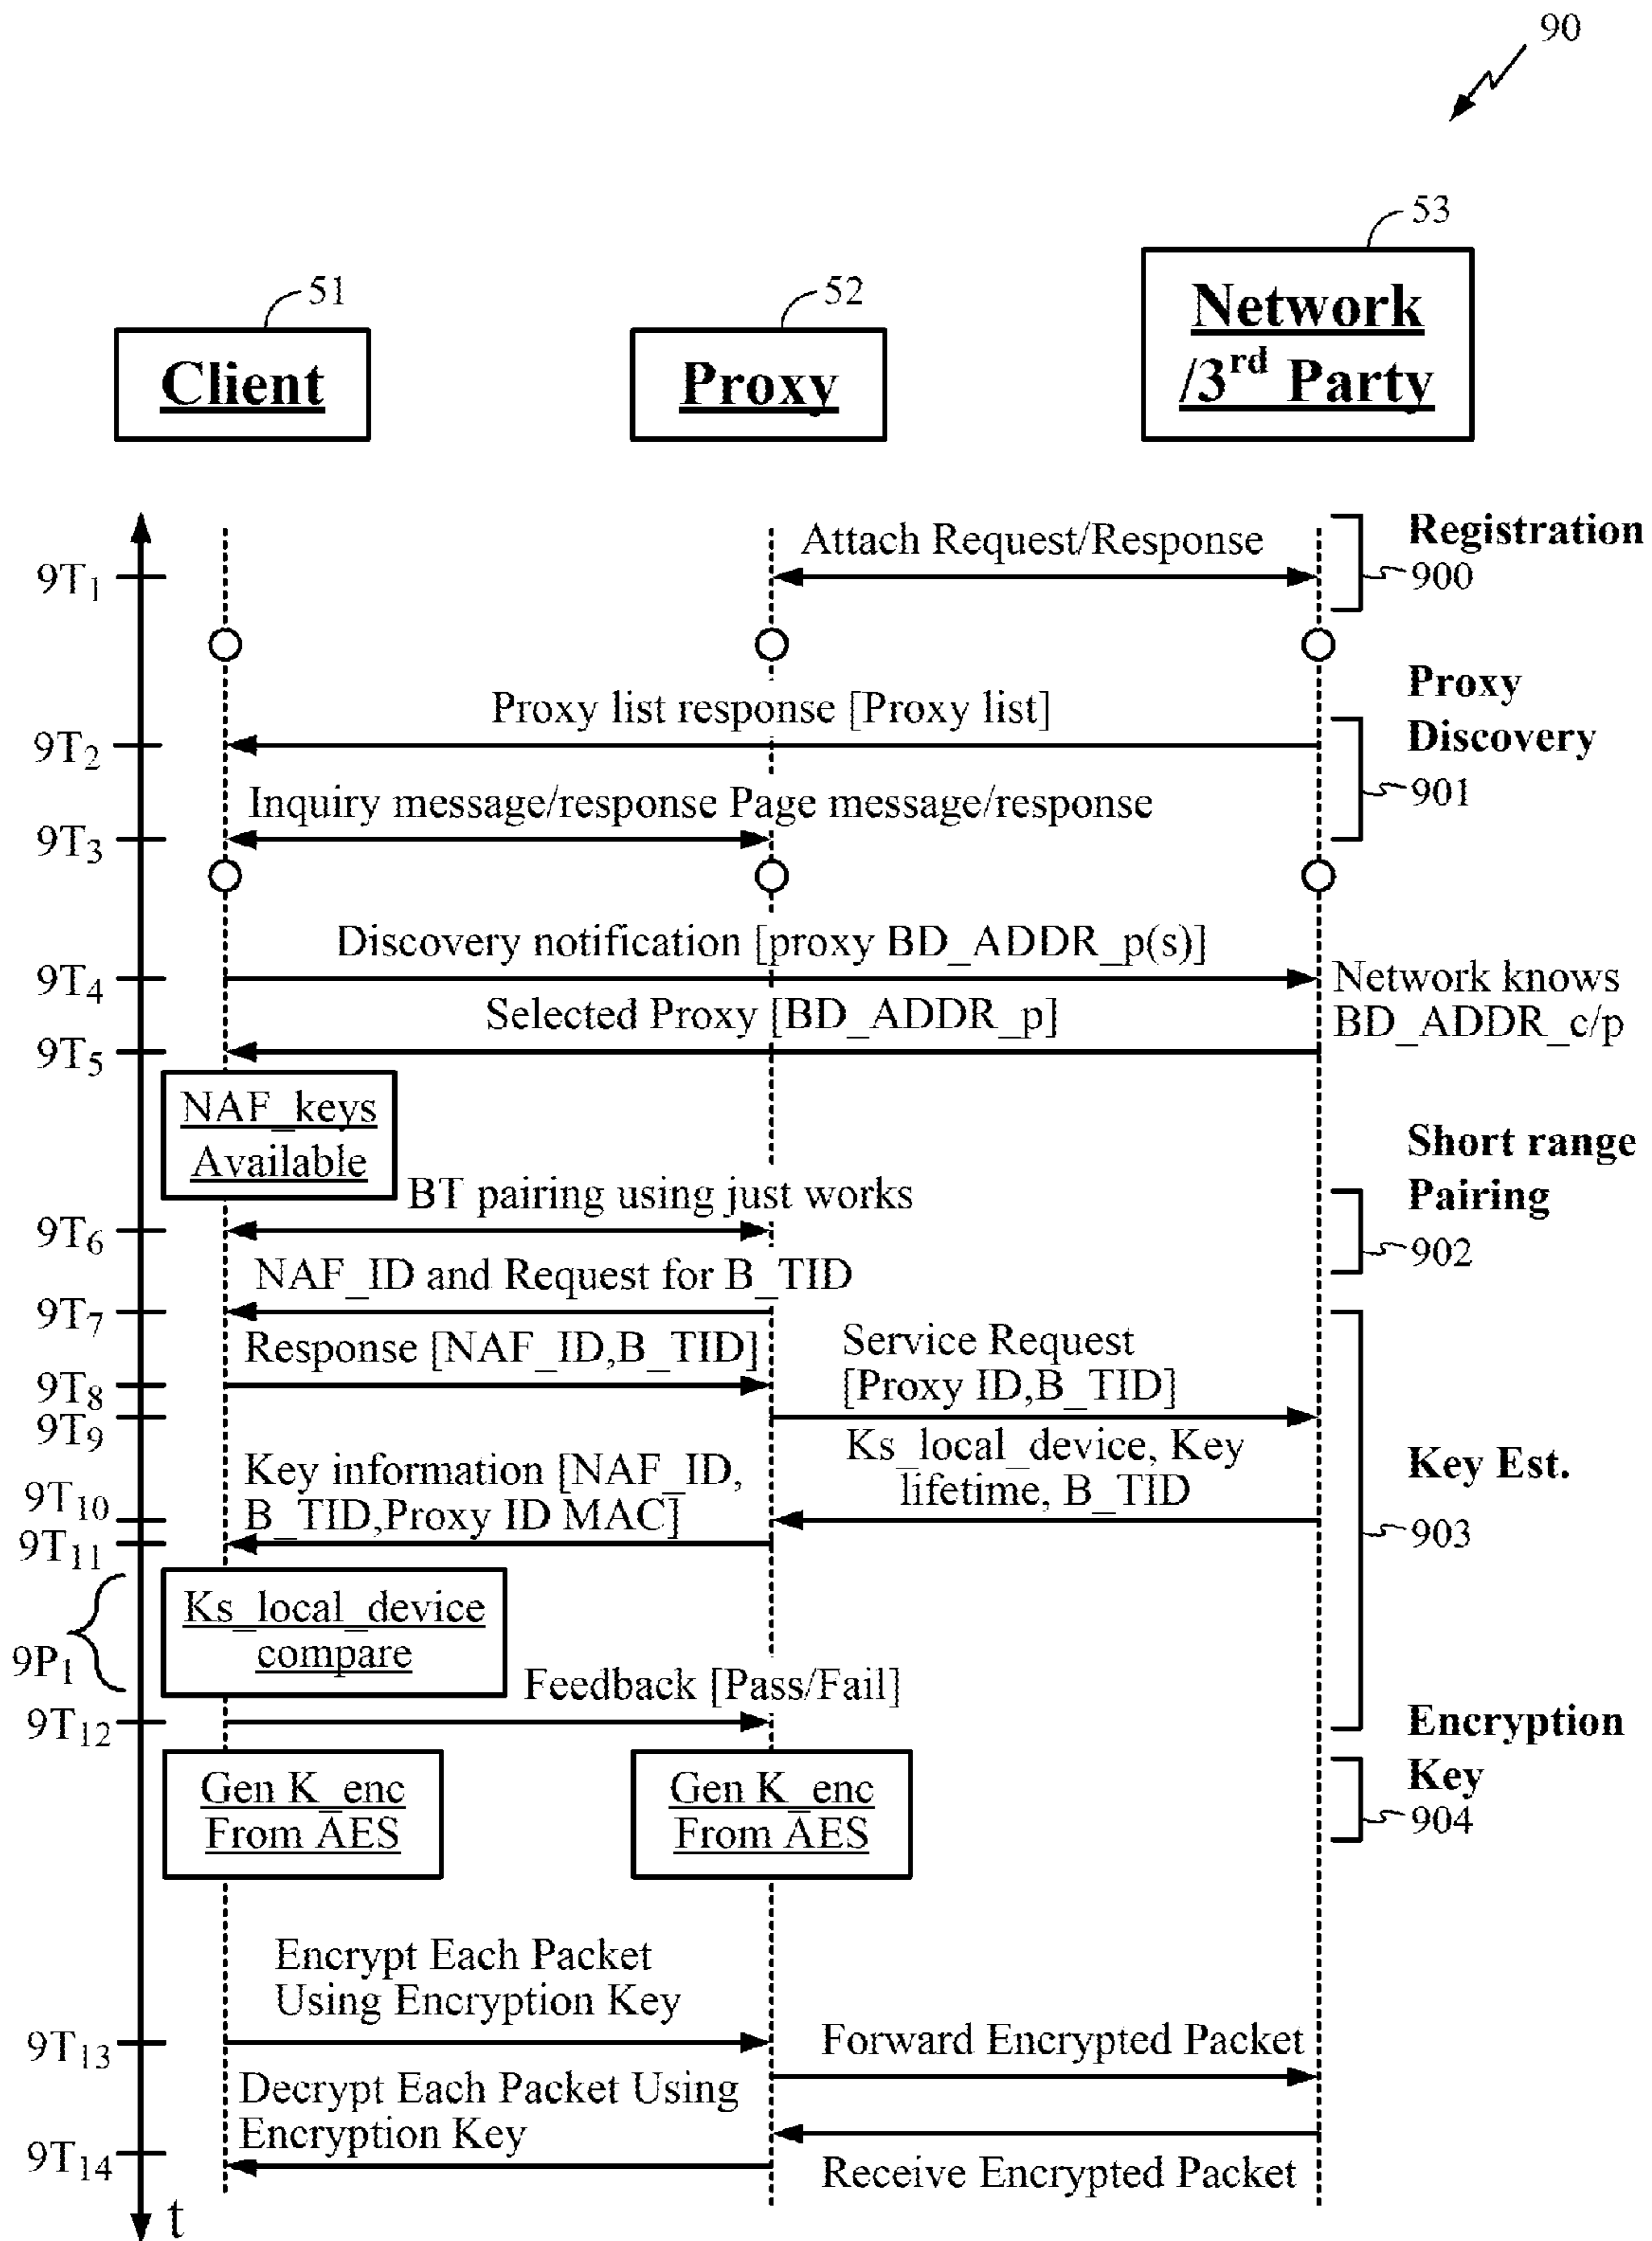 90
53
51
52
Network
/3rd Party
Client
Proxy
Registration
Attach Request/Response
9T1
900
Proxy
Proxy list response [Proxy list]
Discovery
9T2
901
Inquiry message/response Page message/response
9T3
Discovery notification [proxy BD_ADDR_p(s)]
9T4
Network knows
BD_ADDR_c/p
Selected Proxy [BD_ADDR_p]
9T5
NAF_keys
Available
Short range
Pairing
BT pairing using just works
9T6
902
NAF_ID and Request for B_TID
9T7
Response [NAF_ID,B_TID]
9T8
Service Request
[Proxy ID,B_TID]
9T9
Ks_local_device, Key
lifetime, B_TID
Key Est.
903
9T10
Key information [NAF_ID,
B_TID,Proxy ID MAC]
9T11
Ks_local_device
compare
9P1
Feedback [Pass/Fail]
9T12
Encryption
Key
904
Gen K_enc
From AES
Gen K_enc
From AES
Encrypt Each Packet
Using Encryption Key
9T13
Forward Encrypted Packet
Decrypt Each Packet Using
Encryption Key
9T14
Receive Encrypted Packet
t